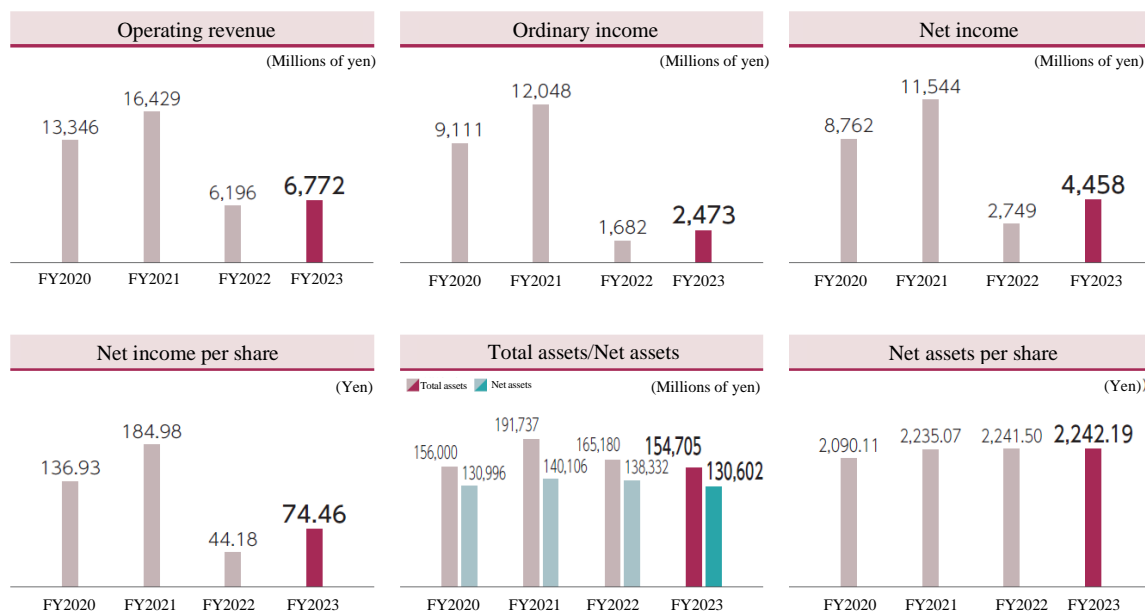 Operating revenue
(Millions of yen)
13,346
16,429
6,196
6,772
FY2020
FY2021
FY2022
FY2023
Ordinary income
(Millions of yen)
9,111
12,048
1,682
2,473
FY2020
FY2021
FY2022
FY2023
Net income
(Millions of yen)
8,762
11,544
2,749
4,458
FY2020
FY2021
FY2022
FY2023
Net income per share
(Yen)
136.93
184.98
44.18
74.46
FY2020
FY2021
FY2022
FY2023
Total assets/Net assets
Total assets Net assets
(Millions of yen)
156,000
130,996
191,737
140,106
165,180
138,332
154,705
130,602
FY2020
FY2021
FY2022
FY2023
Net assets per share
(Yen))
2,090.11
2,235.07
2,241.50
2,242.19
FY2020
FY2021
FY2022
FY2023